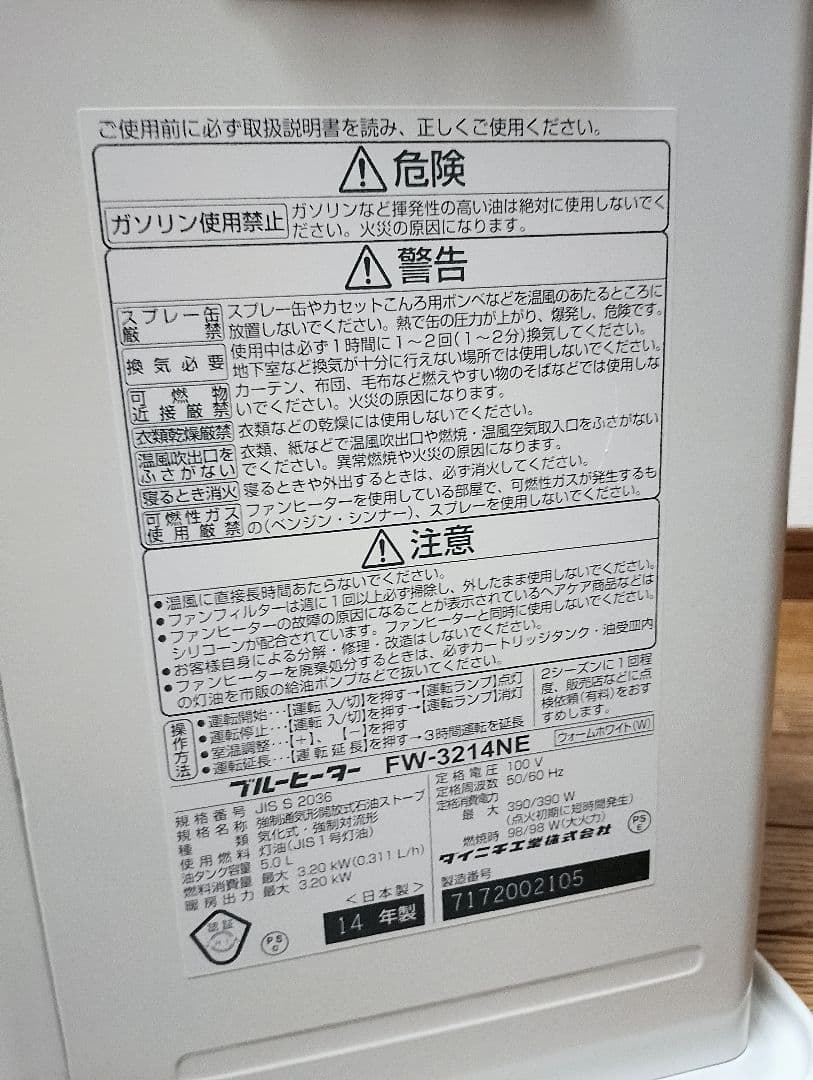 ご使用前に必ず取扱説明書を読み、正しくご使用ください。
危険
ガソリン使用禁止
ガソリンなど揮発性の高い油は絶対に使用しないでく
ださい。火災の原因になります。
警告
スプレー缶
厳禁
スプレー缶やカセットこんろ用ボンベなどを温風のあたるところに
放置しないでください。熱で缶の圧力が上がり、爆発し、危険です。
換気必要
使用中は必ず1時間に1～2回(1～2分)換気してください。
地下室など換気が十分に行えない場所では使用しないでください。
可燃物
近接厳禁
カーテン、布団、毛布など燃えやすい物のそばなどでは使用しな
いでください。火災の原因になります。
衣類乾燥厳禁
衣類などの乾燥には使用しないでください。
温風吹出口を
ふさがない
衣類、紙などで温風吹出口や燃焼・温風空気取入口をふさがない
でください。異常燃焼や火災の原因になります。
寝るとき消火
寝るときや外出するときは、必ず消火してください。
可燃性ガス
使用厳禁
ファンヒーターを使用している部屋で、可燃性ガスが発生するも
の(ベンジン・シンナー)、スプレーを使用しないでください。
注意
●温風に直接長時間あたらないでください。
●ファンフィルターは週に1回以上必ず掃除し、外したまま使用しないでください。
●ファンヒーターの故障の原因になることが表示されているヘアケア商品などは
シリコーンが配合されています。ファンヒーターと同時に使用しないでください。
●お客様自身による分解・修理・改造はしないでください。
●ファンヒーターを廃棄処分するときは、必ずカートリッジタンク・油受皿内
の灯油を市販の給油ポンプなどで抜いてください。
操作方法
●運転開始･･･【運転 入/切】を押す→【運転ランプ】点灯
●運転停止･･･【運転 入/切】を押す→【運転ランプ】消灯
●室温調整･･･【+】、【−】を押す
●運転延長･･･【運転延長】を押す→3時間運転を延長
2シーズンに1回程
度、販売店などに点
検依頼(有料)をおす
すめします。
ブルーヒーター FW-3214NE
ウォームホワイト(W)
規格番号 JIS S 2036
規格名称 強制通気形開放式石油ストーブ
種類 気化式・強制対流形
使用燃料 灯油(JIS1号灯油)
油タンク容量 5.0 L
燃料消費量 最大 3.20 kW(0.311 L/h)
暖房出力 最大 3.20 kW
定格電圧 100 V
定格周波数 50/60 Hz
定格消費電力
最大 390/390 W
(点火初期に短時間発生)
燃焼時 98/98 W(大火力)
ダイニチ工業株式会社
PS
E
製造番号
7172002105
<日本製>
14 年製
認証
PS
C